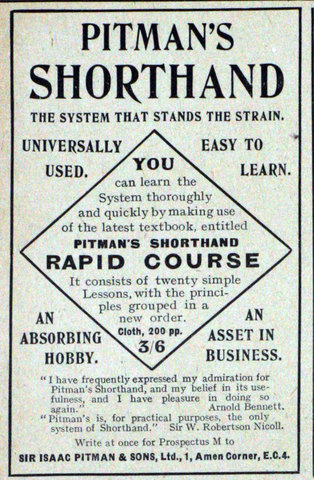 PITMAN'S
SHORTHAND
THE SYSTEM THAT STANDS THE STRAIN.
UNIVERSALLY USED.
EASY TO LEARN.
YOU
can learn the
System thoroughly
and quickly by making use
of the latest textbook, entitled
PITMAN'S SHORTHAND
RAPID COURSE
It consists of twenty simple
Lessons, with the princi-
ples grouped in a
new order.
Cloth, 200 pp.
3/6
AN
ABSORBING
HOBBY.
AN
ASSET IN
BUSINESS.
"I have frequently expressed my admiration for
Pitman's Shorthand, and my belief in its use-
fulness, and I have pleasure in doing so
again." Arnold Bennett.
"Pitman's is, for practical purposes, the only
system of Shorthand." Sir W. Robertson Nicoll.
Write at once for Prospectus M to
SIR ISAAC PITMAN & SONS, Ltd., 1, Amen Corner, E.C.4.